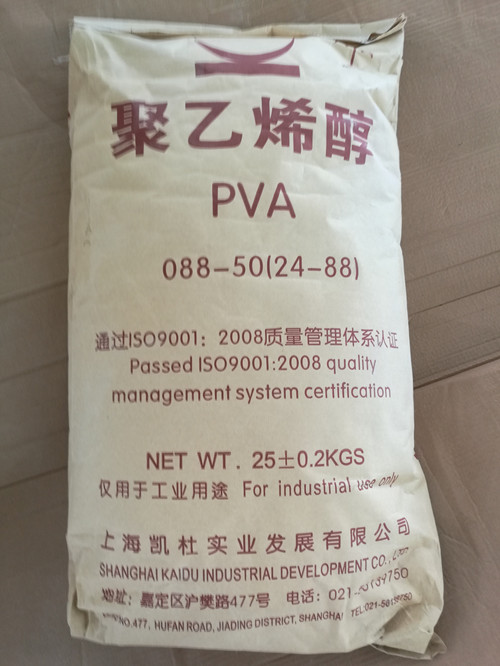 聚乙烯醇
PVA
088-50(24-88)
通过ISO9001：2008质量管理体系认证
Passed ISO9001:2008 quality
management system certification
NET WT. 25±0.2KGS
仅用于工业用途 For industrial use only
上海凯杜实业发展有限公司
SHANGHAI KAIDU INDUSTRIAL DEVELOPMENT CO.,
地址：嘉定区沪樊路477号 电话：021-
NO.477, HUFAN ROAD, JIADING DISTRICT, SHANGHAI